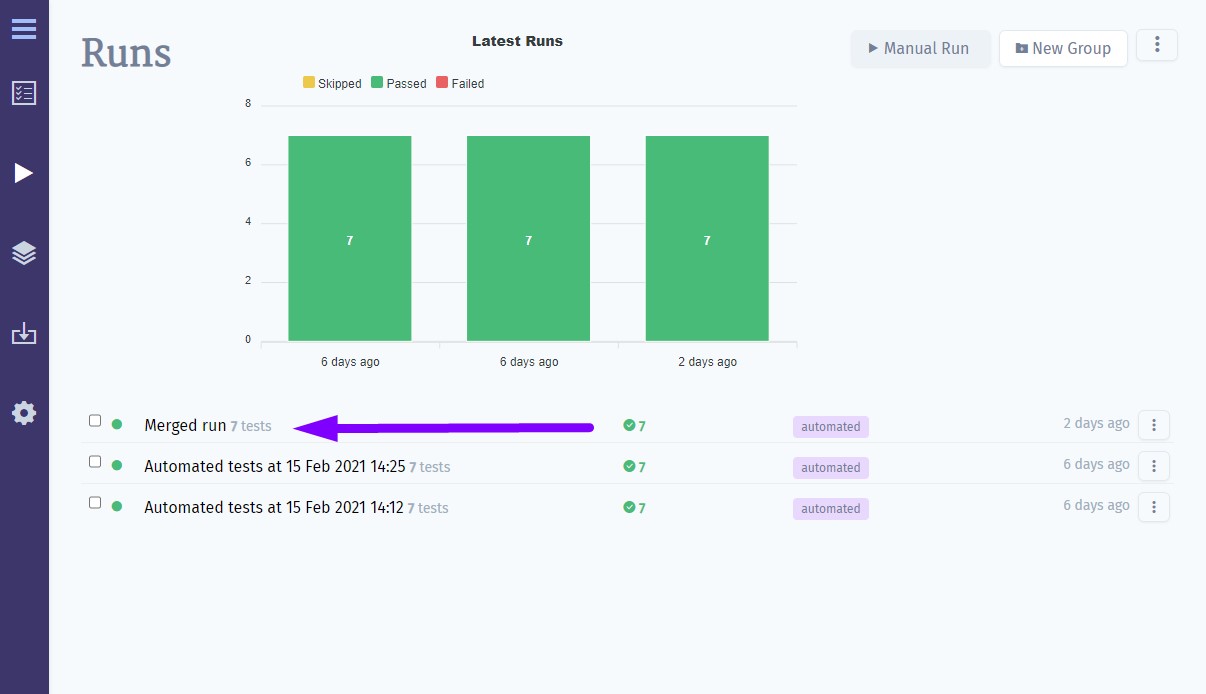 Runs
Latest Runs
Manual Run
New Group
Skipped Passed Failed
8
6
4
2
0
7 7 7
6 days ago 6 days ago 2 days ago
Merged run 7 tests 7 automated 2 days ago
Automated tests at 15 Feb 2021 14:25 7 tests 7 automated 6 days ago
Automated tests at 15 Feb 2021 14:12 7 tests 7 automated 6 days ago